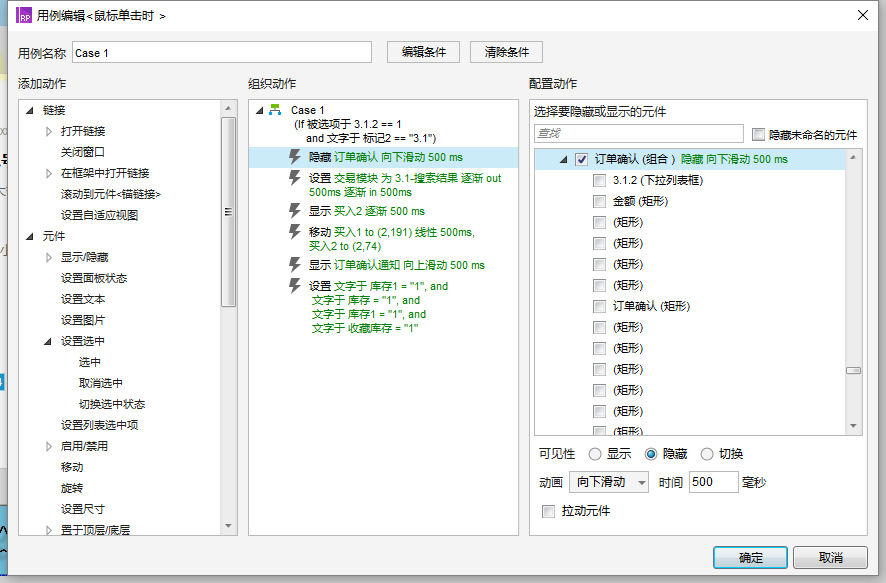 用例编辑<鼠标单击时 >
用例名称 Case 1 编辑条件 清除条件
添加动作
链接
打开链接
关闭窗口
在框架中打开链接
滚动到元件<锚链接>
设置自适应视图
元件
显示/隐藏
设置面板状态
设置文本
设置图片
设置选中
选中
取消选中
切换选中状态
设置列表选中项
启用/禁用
移动
旋转
设置尺寸
置于顶层/底层
组织动作
Case 1
(If 被选项于 3.1.2 == 1
and 文字于 标记2 == "3.1")
隐藏 订单确认 向下滑动 500 ms
设置 交易模块 为 3.1-搜索结果 逐渐 out
500ms 逐渐 in 500ms
显示 买入2 逐渐 500 ms
移动 买入1 to (2,191) 线性 500ms,
买入2 to (2,74)
显示 订单确认通知 向上滑动 500 ms
设置 文字于 库存1 = "1", and
文字于 库存 = "1", and
文字于 库存1 = "1", and
文字于 收藏库存 = "1"
配置动作
选择要隐藏或显示的元件
查找 隐藏未命名的元件
订单确认 (组合 ) 隐藏 向下滑动 500 ms
3.1.2 (下拉列表框)
金额 (矩形)
(矩形)
(矩形)
(矩形)
(矩形)
订单确认 (矩形)
(矩形)
(矩形)
(矩形)
(矩形)
(矩形)
(矩形)
可见性 显示 隐藏 切换
动画 向下滑动 时间 500 毫秒
拉动元件
确定 取消